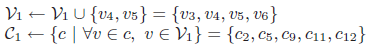 𝒱₁ ← 𝒱₁ ∪ {v₄, v₅} = {v₃, v₄, v₅, v₆}
𝒞₁ ← {c | ∀v ∈ c, v ∈ 𝒱₁} = {c₂, c₅, c₉, c₁₁, c₁₂}